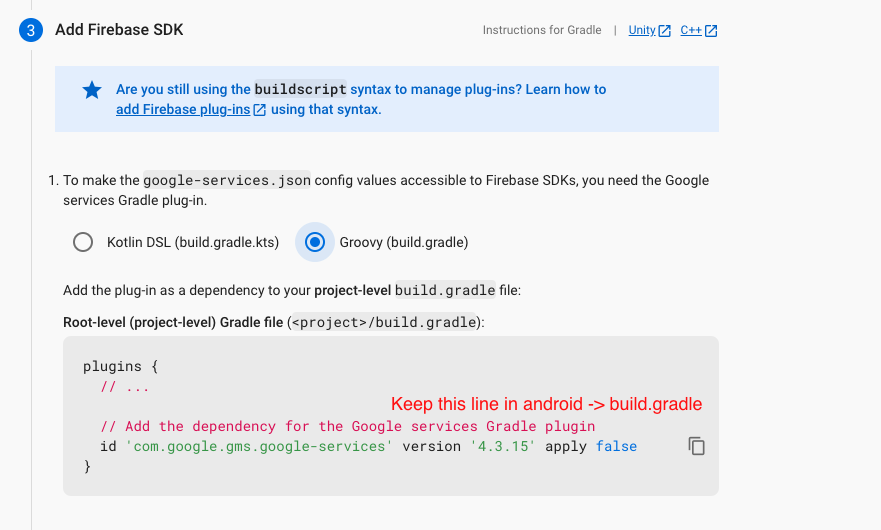 3 Add Firebase SDK Instructions for Gradle | Unity C++
Are you still using the buildscript syntax to manage plug-ins? Learn how to
add Firebase plug-ins using that syntax.
1. To make the google-services.json config values accessible to Firebase SDKs, you need the Google
services Gradle plug-in.
Kotlin DSL (build.gradle.kts) Groovy (build.gradle)
Add the plug-in as a dependency to your project-level build.gradle file:
Root-level (project-level) Gradle file (<project>/build.gradle):
plugins {
// ...
Keep this line in android -> build.gradle
// Add the dependency for the Google services Gradle plugin
id 'com.google.gms.google-services' version '4.3.15' apply false
}